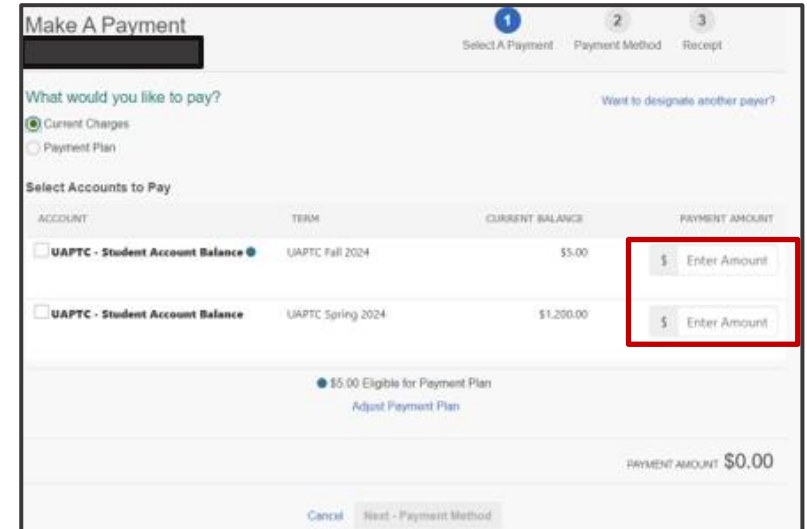 Make A Payment
1 2 3
Select A Payment Payment Method Receipt
What would you like to pay?
Want to designate another payer?
Current Charges
Payment Plan
Select Accounts to Pay
ACCOUNT TERM CURRENT BALANCE PAYMENT AMOUNT
UAPTC - Student Account Balance UAPTC Fall 2024 $5.00 $ Enter Amount
UAPTC - Student Account Balance UAPTC Spring 2024 $1,200.00 $ Enter Amount
$5.00 Eligible for Payment Plan
Adjust Payment Plan
PAYMENT AMOUNT $0.00
Cancel Next - Payment Method